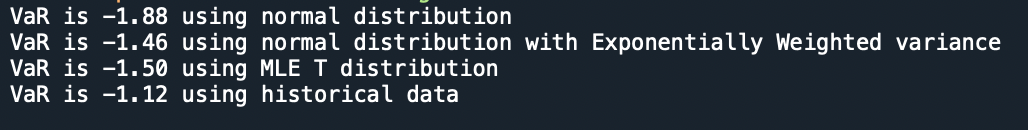 VaR is -1.88 using normal distribution
VaR is -1.46 using normal distribution with Exponentially Weighted variance
VaR is -1.50 using MLE T distribution
VaR is -1.12 using historical data